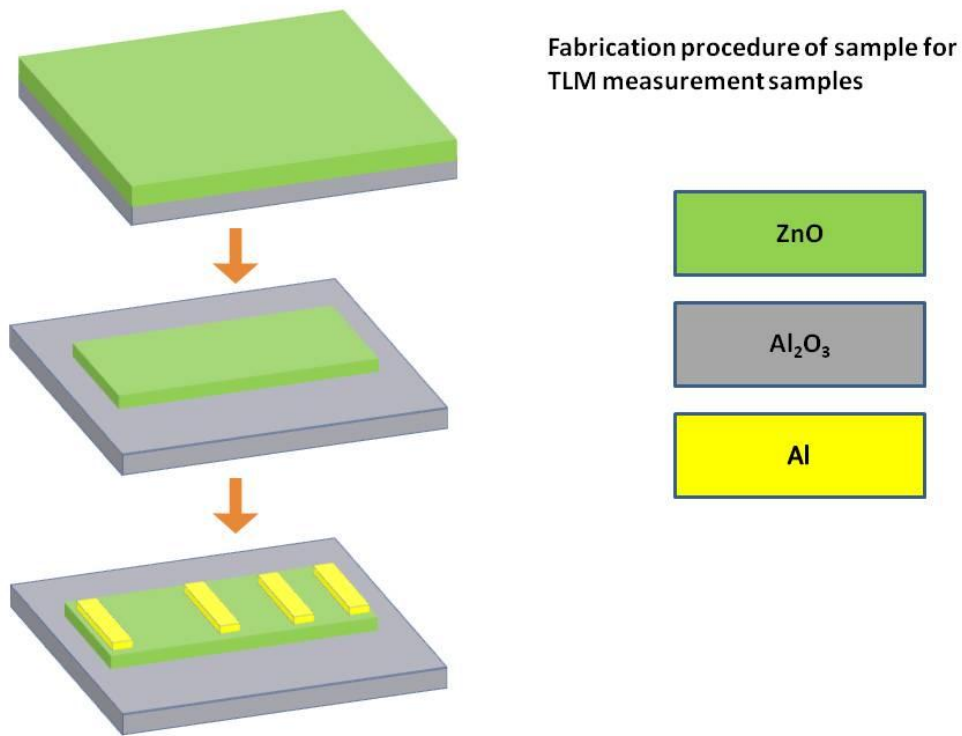 Fabrication procedure of sample for
TLM measurement samples
ZnO
Al₂O₃
Al